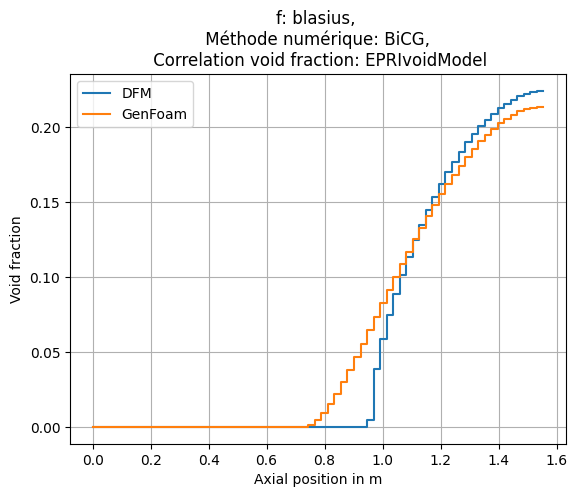 f: blasius,
Méthode numérique: BiCG,
Correlation void fraction: EPRIvoidModel
DFM
GenFoam
Void fraction
0.20
0.15
0.10
0.05
0.00
0.0 0.2 0.4 0.6 0.8 1.0 1.2 1.4 1.6
Axial position in m